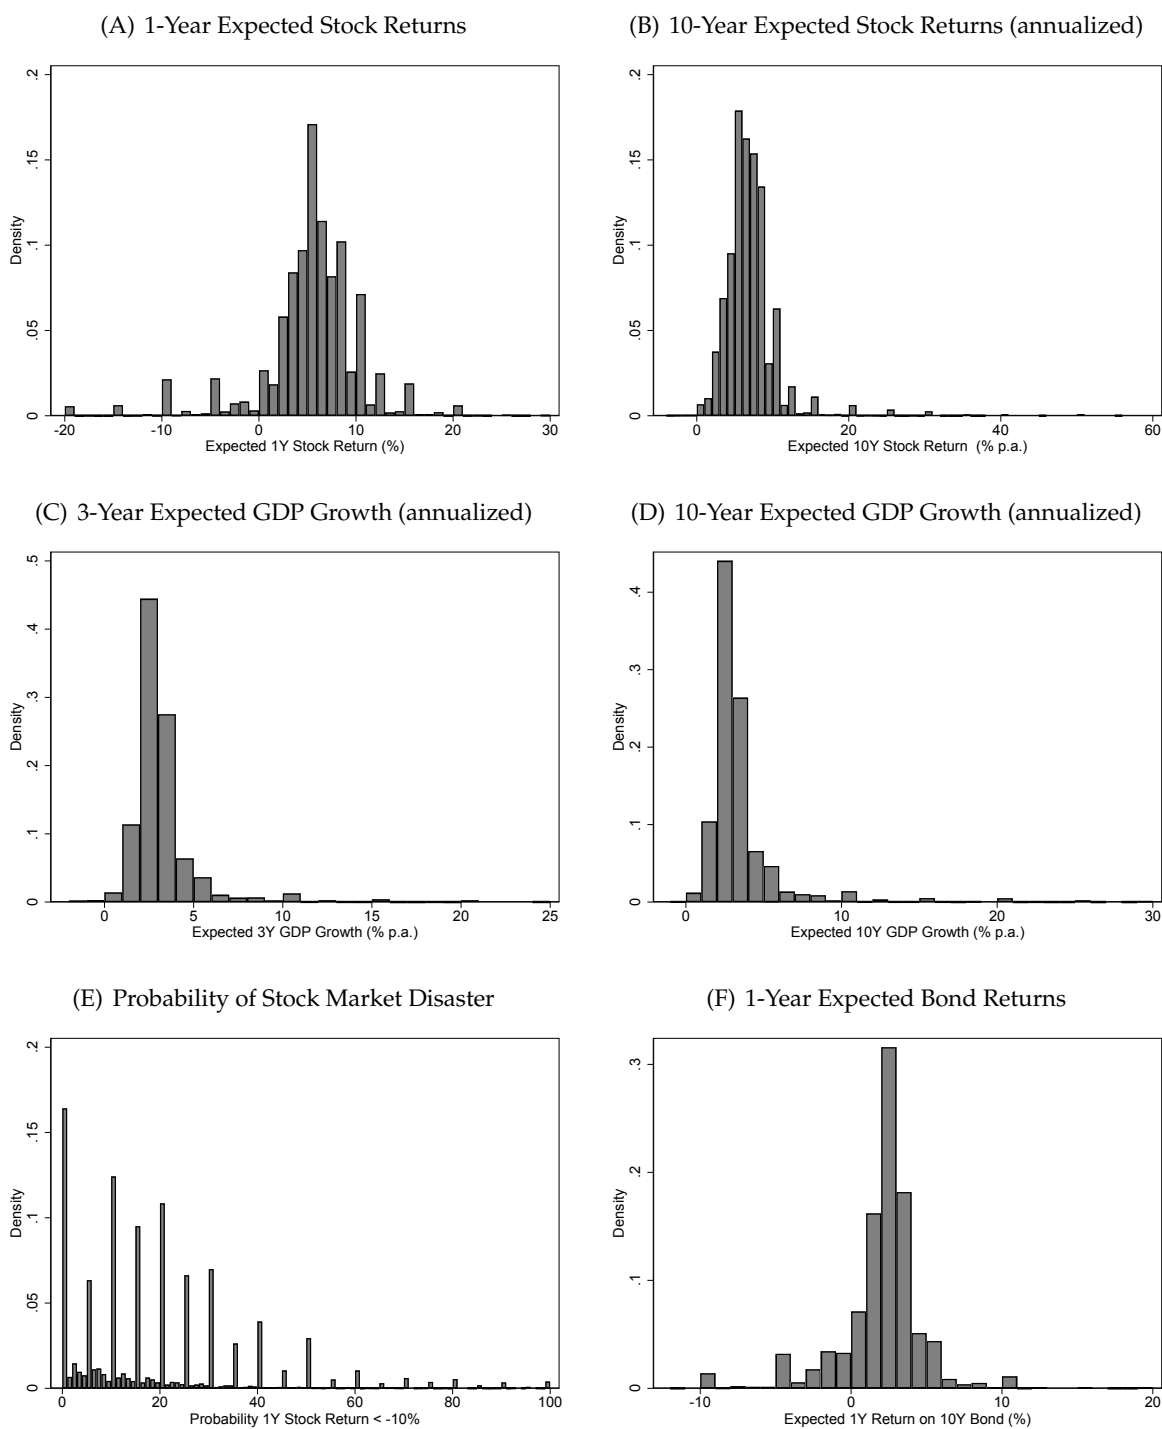 (A) 1-Year Expected Stock Returns
.2
.15
.1
.05
0
Density
-20 -10 0 10 20 30
Expected 1Y Stock Return (%)
(B) 10-Year Expected Stock Returns (annualized)
.2
.15
.1
.05
0
Density
0 20 40 60
Expected 10Y Stock Return (% p.a.)
(C) 3-Year Expected GDP Growth (annualized)
.5
.4
.3
.2
.1
0
Density
0 5 10 15 20 25
Expected 3Y GDP Growth (% p.a.)
(D) 10-Year Expected GDP Growth (annualized)
.4
.3
.2
.1
0
Density
0 10 20 30
Expected 10Y GDP Growth (% p.a.)
(E) Probability of Stock Market Disaster
.2
.15
.1
.05
0
Density
0 20 40 60 80 100
Probability 1Y Stock Return < -10%
(F) 1-Year Expected Bond Returns
.3
.2
.1
0
Density
-10 0 10 20
Expected 1Y Return on 10Y Bond (%)